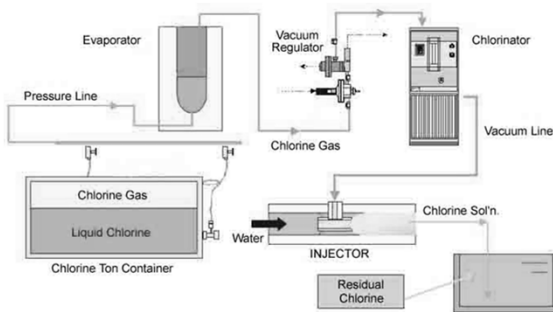 Evaporator
Vacuum
Regulator
Chlorinator
Pressure Line
Chlorine Gas
Vacuum Line
Chlorine Gas
Liquid Chlorine
Chlorine Ton Container
Water
INJECTOR
Chlorine Sol'n.
Residual
Chlorine